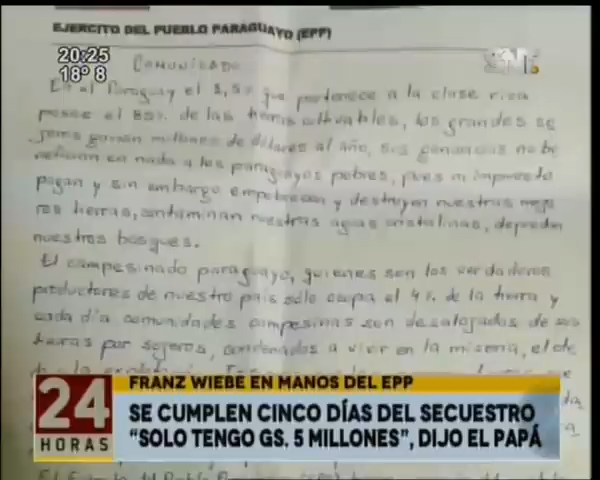 EJERCITO DEL PUEBLO PARAGUAYO (EPP)
20:25
18º 8
SNT
COMUNICADO
En el Paraguay el 2,5% que pertenece a la clase rica
posee el 85% de las tierras cultivables, los grandes se
jeros ganan millones de dólares al año, sus ganancias no be
nefician en nada a los paraguayos pobres, pues ni impuesto
pagan y sin embargo empobrecen y destruyen nuestras mejo
res tierras, contaminan nuestras aguas cristalinas, depredan
nuestros bosques.
El campesinado paraguayo, quienes son los verdaderos
productores de nuestro país sólo ocupa el 4% de la tierra y
cada día comunidades campesinas son desalojados de sus
tierras por sojeros, condenados a vivir en la miseria, el de
24
HORAS
FRANZ WIEBE EN MANOS DEL EPP
SE CUMPLEN CINCO DÍAS DEL SECUESTRO
“SOLO TENGO GS. 5 MILLONES”, DIJO EL PAPÁ